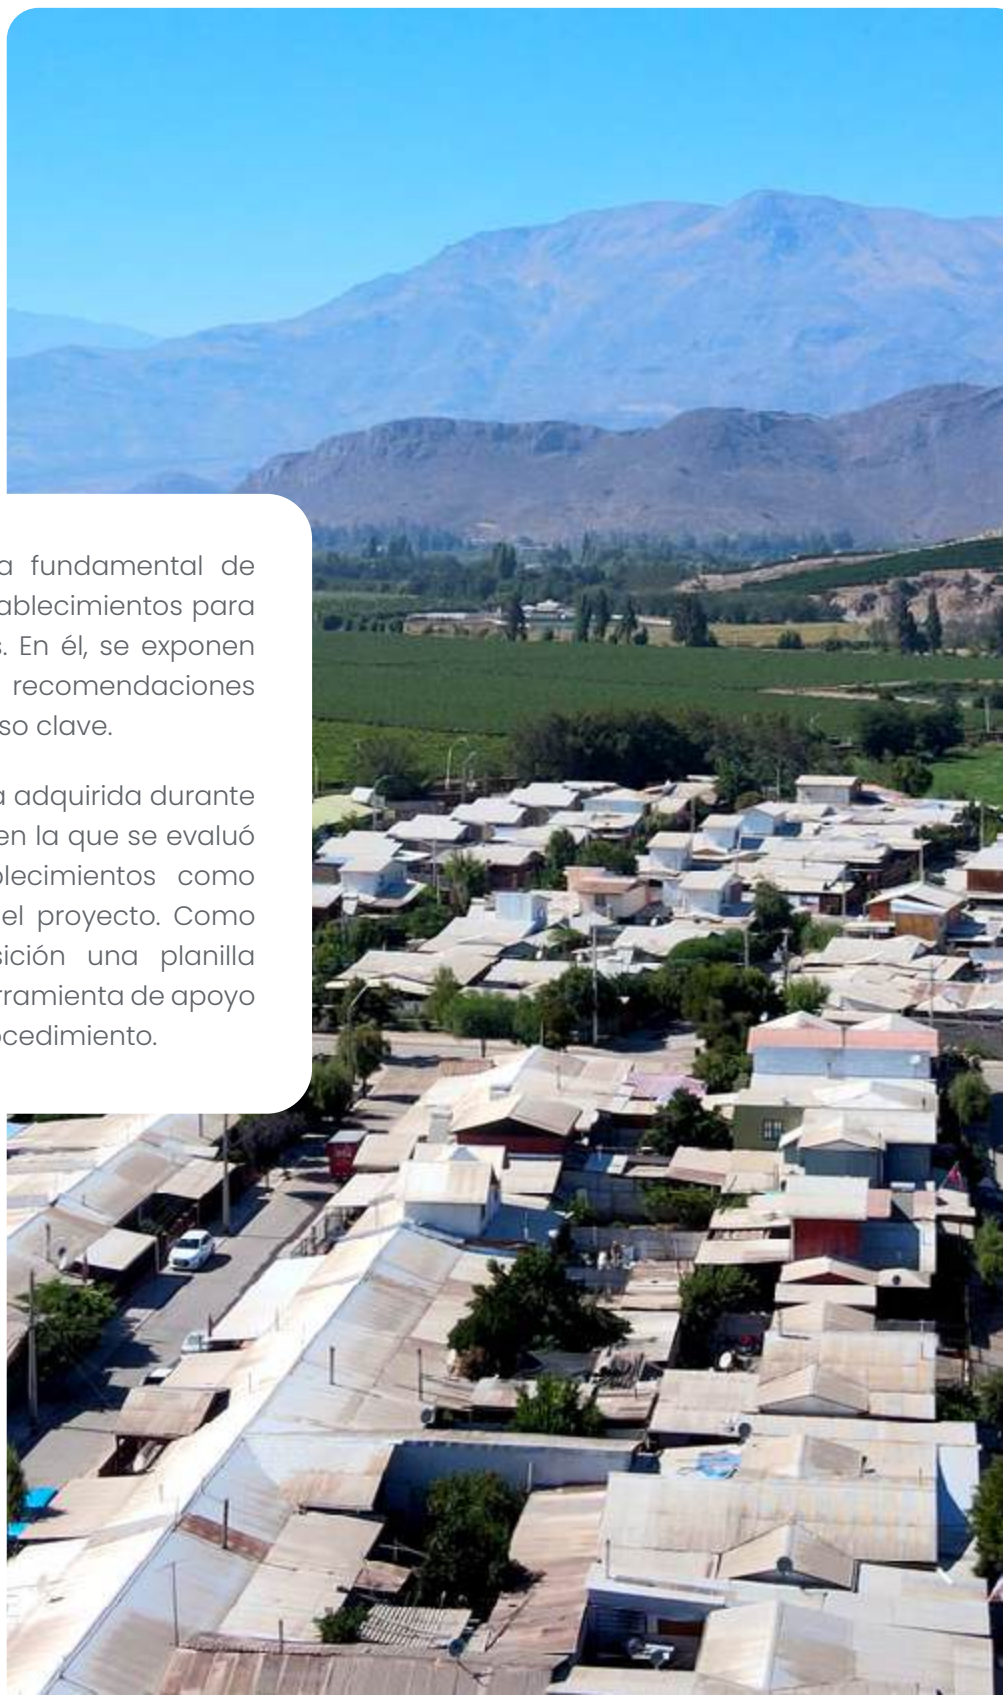 a fundamental de
ablecimientos para
s. En él, se exponen
recomendaciones
so clave.
a adquirida durante
en la que se evaluó
lecimientos como
el proyecto. Como
sición una planilla
rramienta de apoyo
ocedimiento.